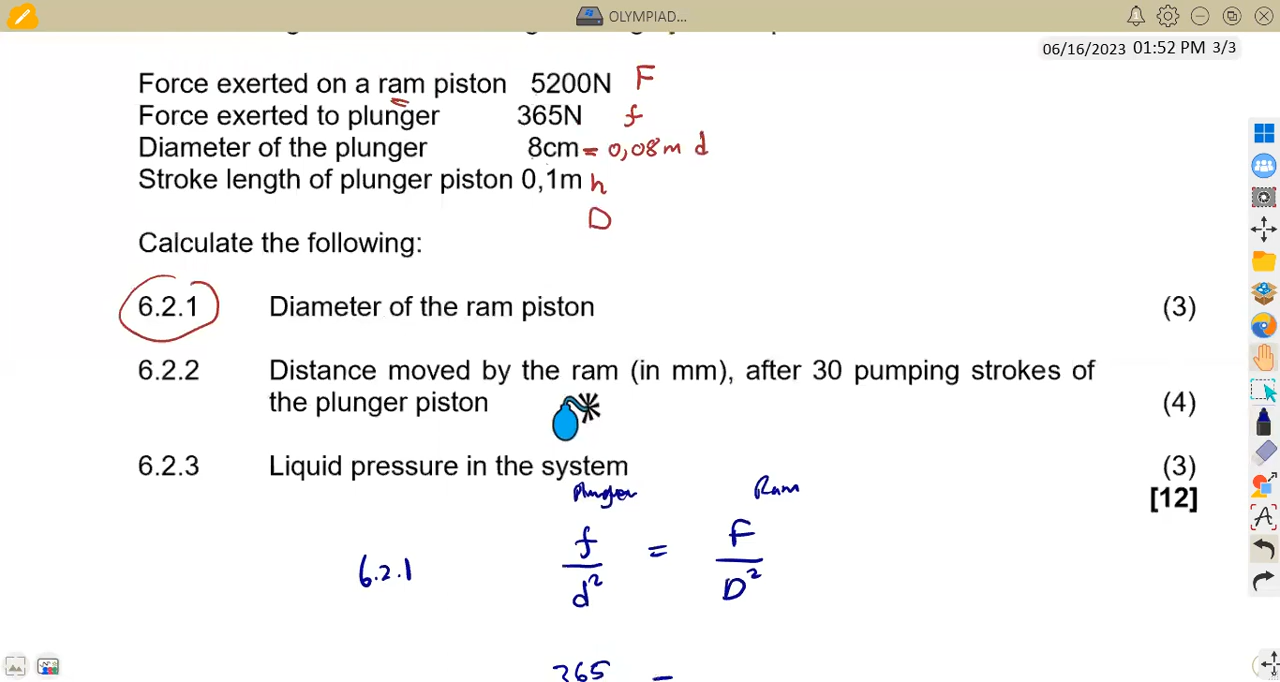 OLYMPIAD...
06/16/2023 01:52 PM 3/3
Force exerted on a ram piston 5200N F
Force exerted to plunger 365N f
Diameter of the plunger 8cm = 0,08m d
Stroke length of plunger piston 0,1m h
D
Calculate the following:
6.2.1 Diameter of the ram piston (3)
6.2.2 Distance moved by the ram (in mm), after 30 pumping strokes of
the plunger piston (4)
6.2.3 Liquid pressure in the system (3)
[12]
Plunger Ram
6.2.1 f/d² = F/D²
365 =